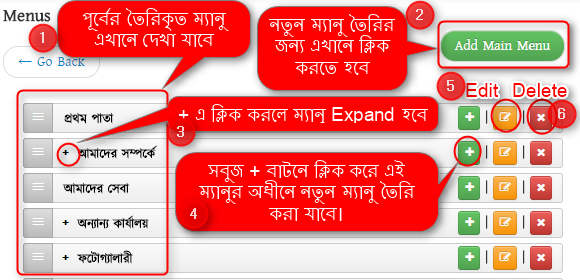 Menus
1
পূর্বের তৈরিকৃত ম্যানু
এখানে দেখা যাবে
নতুন ম্যানু তৈরির
জন্য এখানে ক্লিক
করতে হবে
2
Add Main Menu
← Go Back
5
Edit
Delete
6
প্রথম পাতা
+ এ ক্লিক করলে ম্যানু Expand হবে
3
+ আমাদের সম্পর্কে
আমাদের সেবা
সবুজ + বাটনে ক্লিক করে এই
ম্যানুর অধীনে নতুন ম্যানু তৈরি
করা যাবে।
4
+ অন্যান্য কার্যালয়
+ ফটোগ্যালারী